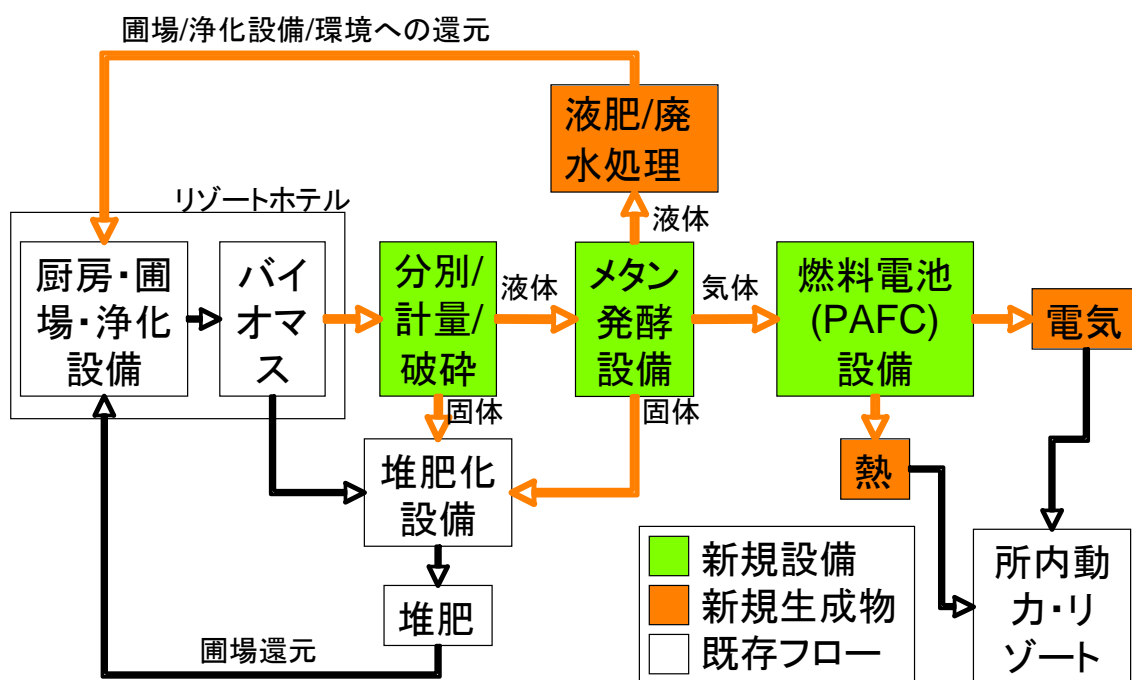 圃場/浄化設備/環境への還元
液肥/廃
水処理
リゾートホテル
液体
厨房・圃
場・浄化
設備
バイ
オマ
ス
分別/
計量/
破砕
液体
メタン
発酵
設備
気体
燃料電池
(PAFC)
設備
電気
固体
固体
堆肥化
設備
熱
堆肥
圃場還元
新規設備
新規生成物
既存フロー
所内動
力・リ
ゾート